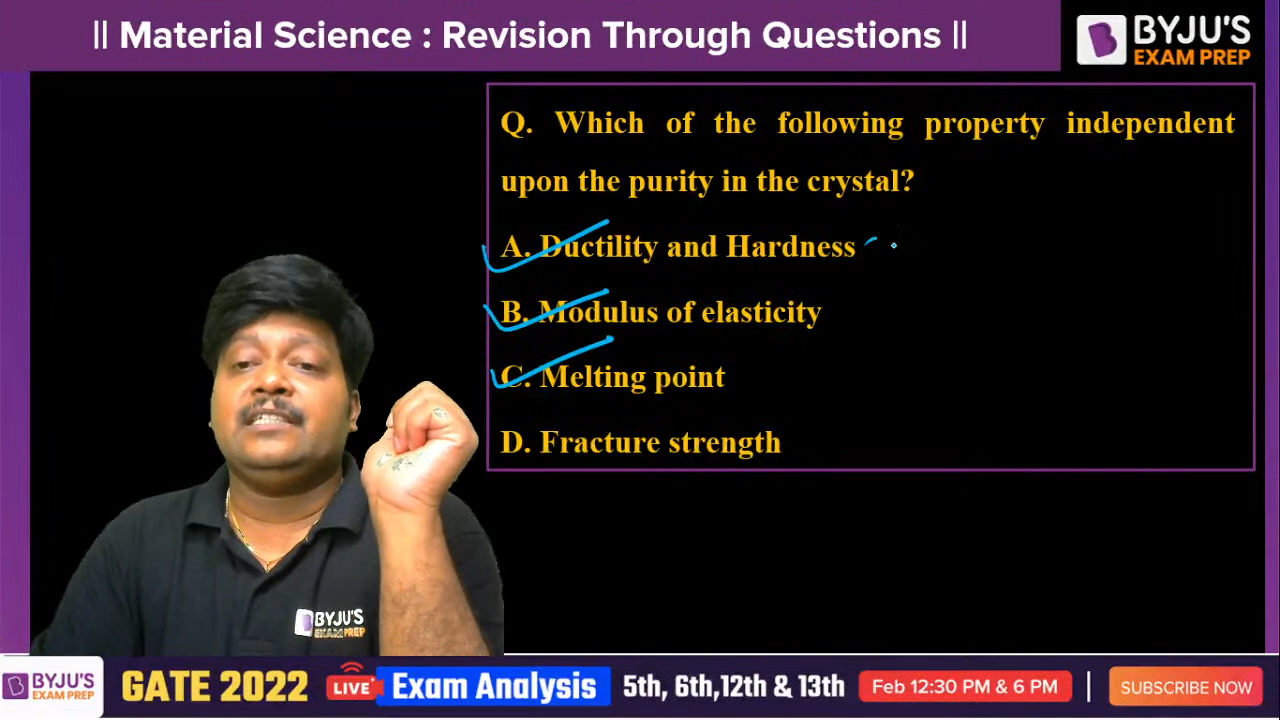 || Material Science : Revision Through Questions ||
BYJU'S
EXAM PREP
Q. Which of the following property independent
upon the purity in the crystal?
A. Ductility and Hardness
B. Modulus of elasticity
C. Melting point
D. Fracture strength
BYJU'S
EXAM PREP
BYJU'S
EXAM PREP
GATE 2022
LIVE
Exam Analysis
5th, 6th,12th & 13th
Feb 12:30 PM & 6 PM
SUBSCRIBE NOW